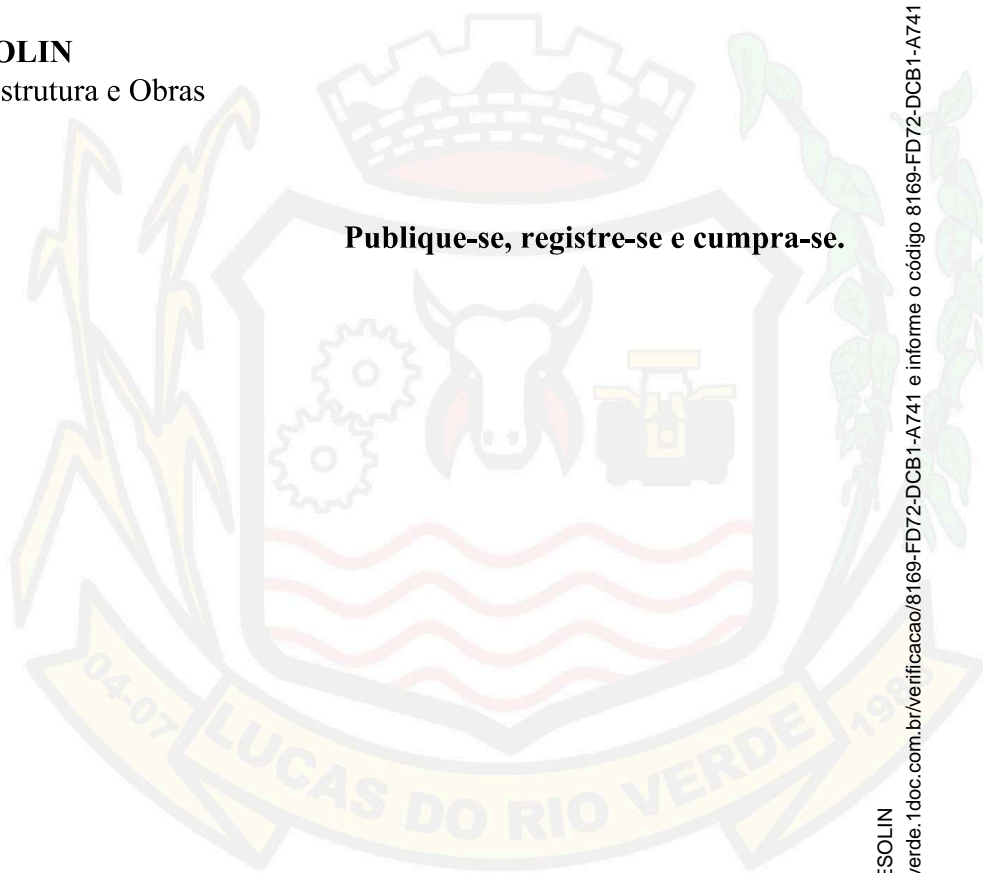 OLIN
strutura e Obras
Publique-se, registre-se e cumpra-se.
04-07
LUCAS DO RIO VERDE
1988
ESOLIN
verde.1doc.com.br/verificacao/8169-FD72-DCB1-A741 e informe o código 8169-FD72-DCB1-A741